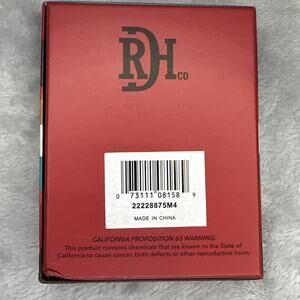 RDH CO
0 73111 08158 9
22228875M4
MADE IN CHINA
CALIFORNIA PROPOSITION 65 WARNING:
This product contains chemicals that are known to the State of
California to cause cancer, birth defects or other reproductive harm.